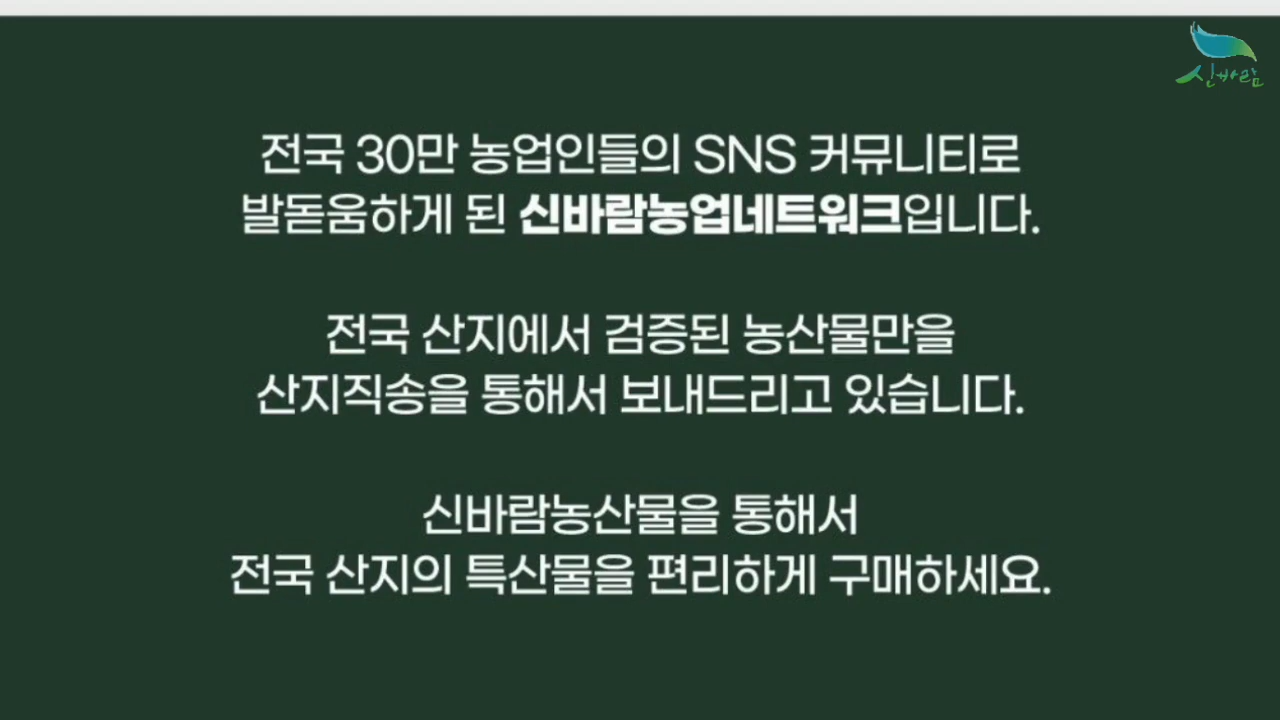 신바람
전국 30만 농업인들의 SNS 커뮤니티로
발돋움하게 된 신바람농업네트워크입니다.
전국 산지에서 검증된 농산물만을
산지직송을 통해서 보내드리고 있습니다.
신바람농산물을 통해서
전국 산지의 특산물을 편리하게 구매하세요.